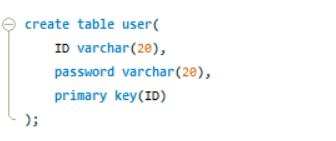 create table user(
ID varchar(20),
password varchar(20),
primary key(ID)
);